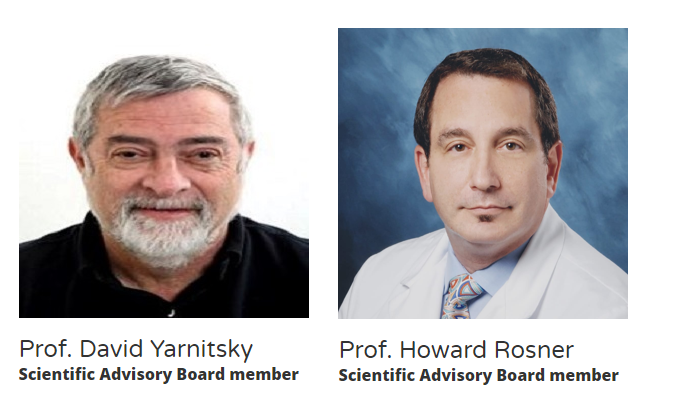 Prof. David Yarnitsky
Scientific Advisory Board member
Prof. Howard Rosner
Scientific Advisory Board member